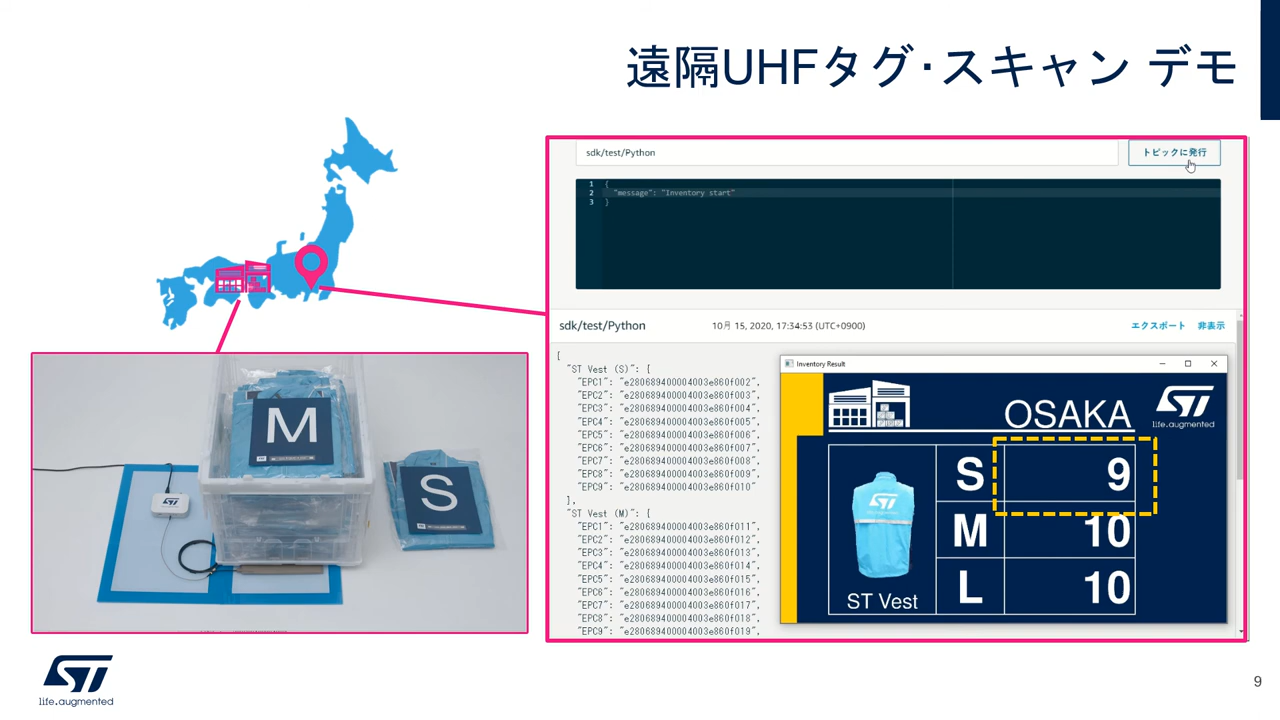 遠隔UHFタグ･スキャン デモ
sdk/test/Python
トピックに発行
1 {
2 "message": "Inventory start"
3 }
sdk/test/Python
10月 15, 2020, 17:34:53 (UTC+0900)
エクスポート 非表示
{
"ST Vest (S)": [
"EPC1": "e280689400004003e860f002",
"EPC2": "e280689400004003e860f003",
"EPC3": "e280689400004003e860f004",
"EPC4": "e280689400004003e860f005",
"EPC5": "e280689400004003e860f006",
"EPC6": "e280689400004003e860f007",
"EPC7": "e280689400004003e860f008",
"EPC8": "e280689400004003e860f009",
"EPC9": "e280689400004003e860f010"
],
"ST Vest (M)": [
"EPC1": "e280689400004003e860f011",
"EPC2": "e280689400004003e860f012",
"EPC3": "e280689400004003e860f013",
"EPC4": "e280689400004003e860f014",
"EPC5": "e280689400004003e860f015",
"EPC6": "e280689400004003e860f016",
"EPC7": "e280689400004003e860f017",
"EPC8": "e280689400004003e860f018",
"EPC9": "e280689400004003e860f019",
Inventory Result
OSAKA
ST
life.augmented
S 9
M 10
L 10
ST
ST Vest
M
S
ST
ST
life.augmented
9